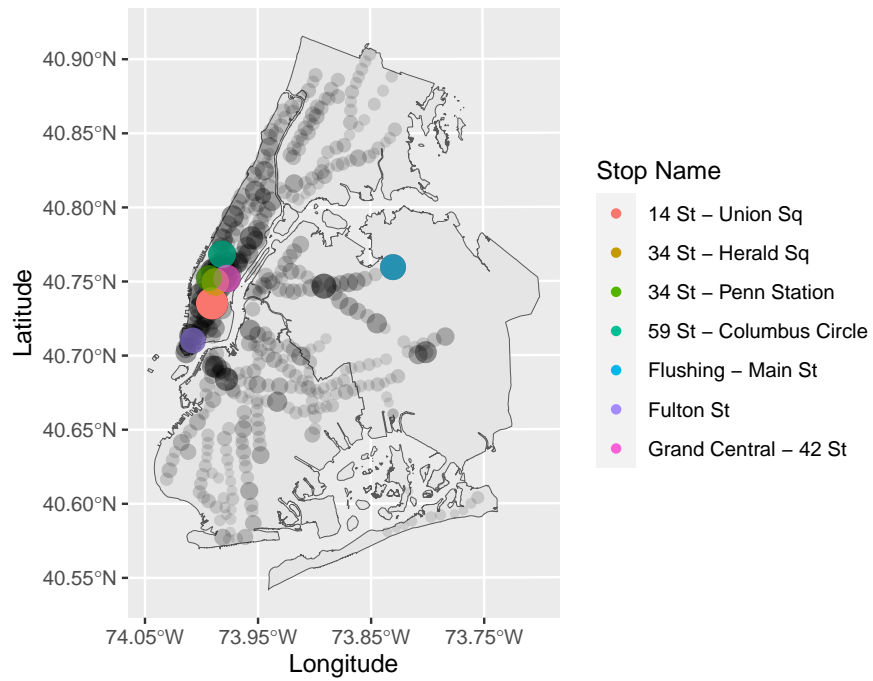 40.90°N
40.85°N
40.80°N
40.75°N
40.70°N
40.65°N
40.60°N
40.55°N
Latitude
74.05°W 73.95°W 73.85°W 73.75°W
Longitude
Stop Name
14 St − Union Sq
34 St − Herald Sq
34 St − Penn Station
59 St − Columbus Circle
Flushing − Main St
Fulton St
Grand Central − 42 St